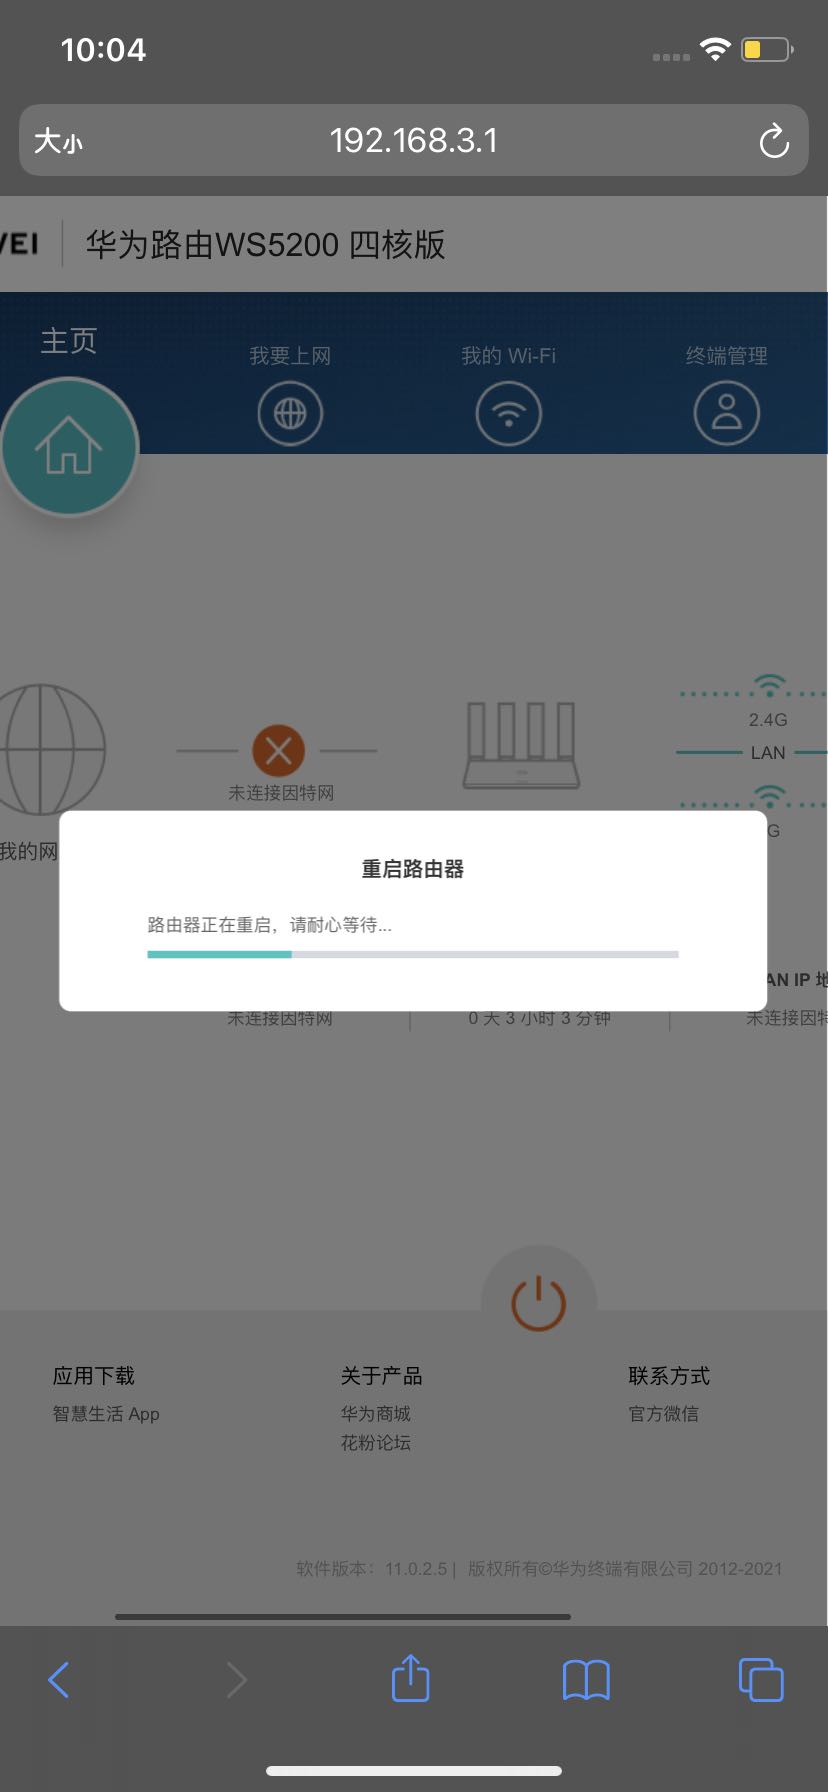 10:04
大小
192.168.3.1
VEI
华为路由WS5200 四核版
主页
我要上网
我的 Wi-Fi
终端管理
2.4G
未连接因特网
LAN
G
我的网
重启路由器
路由器正在重启，请耐心等待...
AN IP 地
未连接因特网
0 天 3 小时 3 分钟
未连接因特
应用下载
关于产品
联系方式
智慧生活 App
华为商城
官方微信
花粉论坛
软件版本：11.0.2.5 | 版权所有©华为终端有限公司 2012-2021